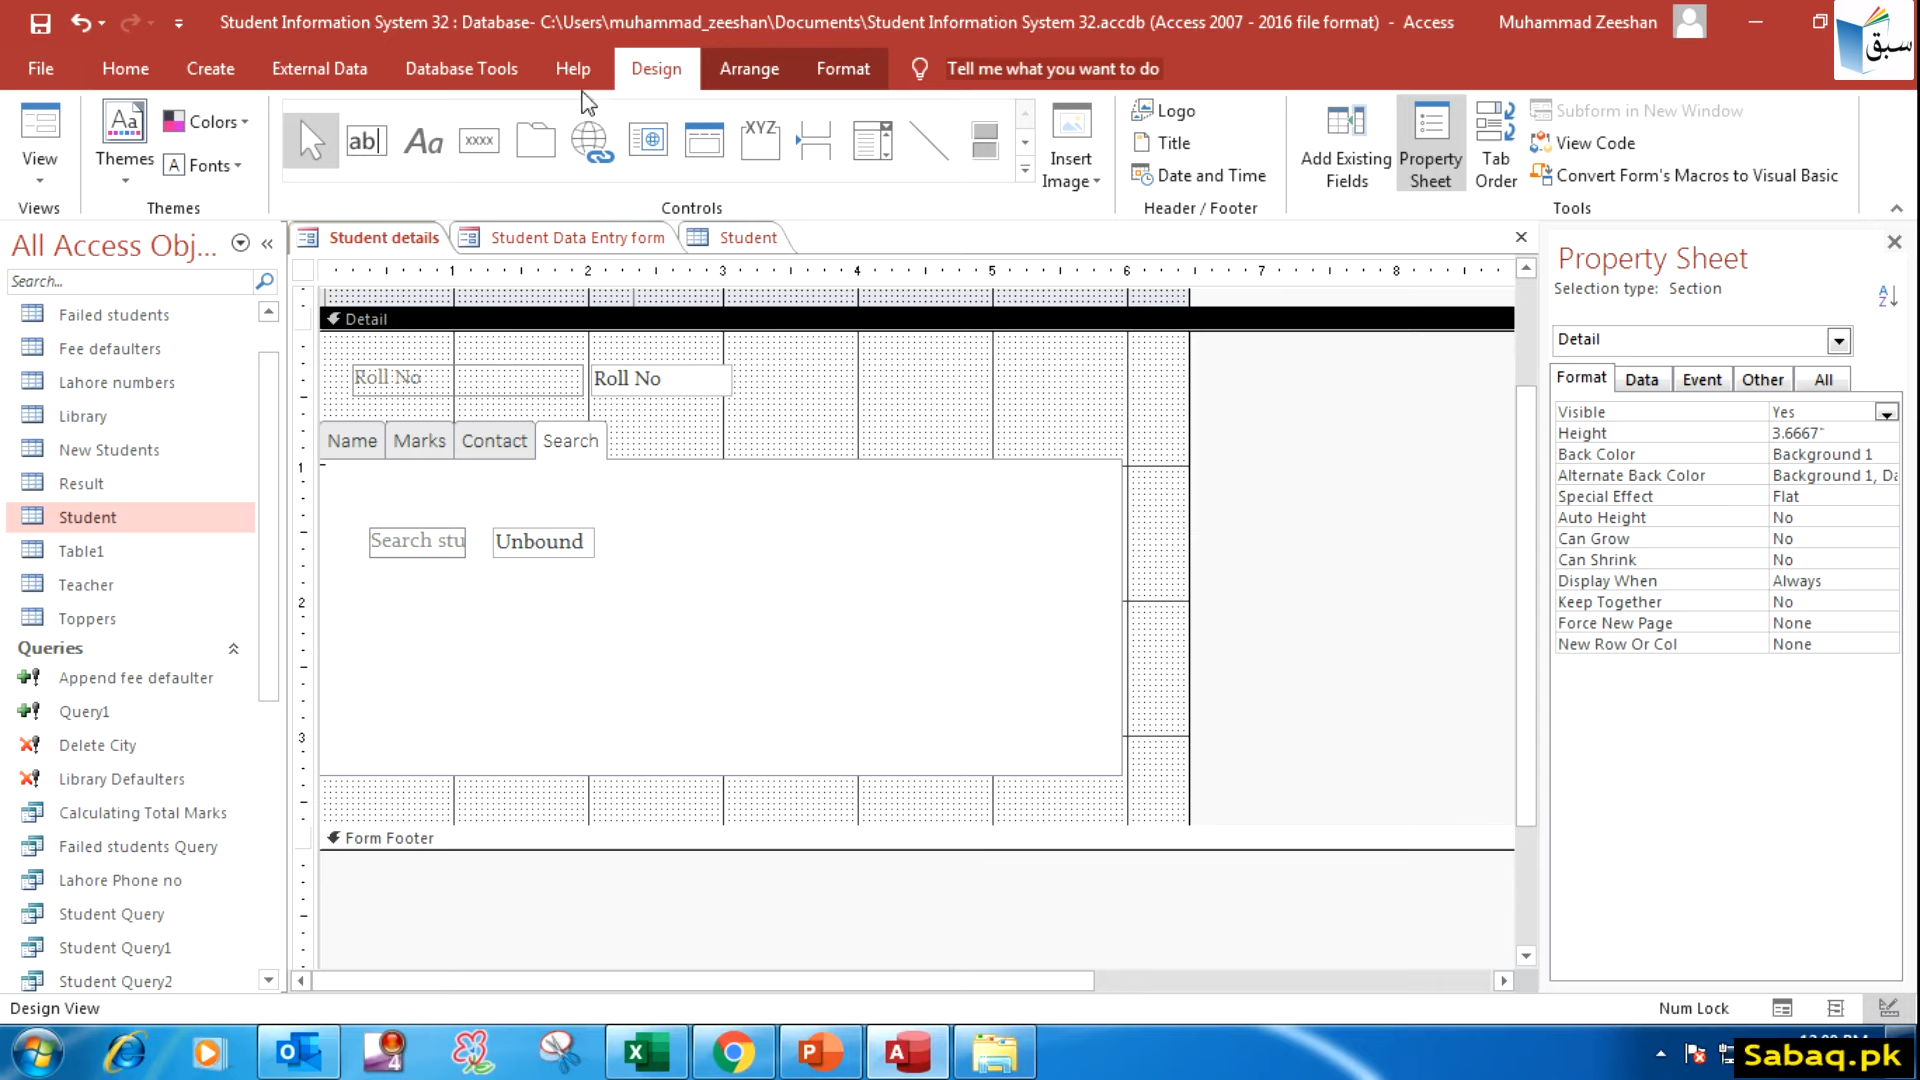 Student Information System 32 : Database- C:\Users\muhammad_zeeshan\Documents\Student Information System 32.accdb (Access 2007 - 2016 file format) - Access
Muhammad Zeeshan
سبق
File
Home
Create
External Data
Database Tools
Help
Design
Arrange
Format
Tell me what you want to do
View
Views
Aa
Themes
Colors
A Fonts
Themes
ab|
Aa
xxxx
XYZ
Controls
Insert
Image
Logo
Title
Date and Time
Header / Footer
Add Existing
Fields
Property
Sheet
Tab
Order
Subform in New Window
View Code
Convert Form's Macros to Visual Basic
Tools
All Access Obj...
Search...
Failed students
Fee defaulters
Lahore numbers
Library
New Students
Result
Student
Table1
Teacher
Toppers
Queries
Append fee defaulter
Query1
Delete City
Library Defaulters
Calculating Total Marks
Failed students Query
Lahore Phone no
Student Query
Student Query1
Student Query2
Student details
Student Data Entry form
Student
1 2 3 4 5 6 7 8
Detail
Roll No
Roll No
Name
Marks
Contact
Search
1
Search stu
Unbound
2
3
Form Footer
Property Sheet
Selection type: Section
A
Z
Detail
Format
Data
Event
Other
All
Visible Yes
Height 3.6667"
Back Color Background 1
Alternate Back Color Background 1, Da
Special Effect Flat
Auto Height No
Can Grow No
Can Shrink No
Display When Always
Keep Together No
Force New Page None
New Row Or Col None
Design View
Num Lock
Sabaq.pk